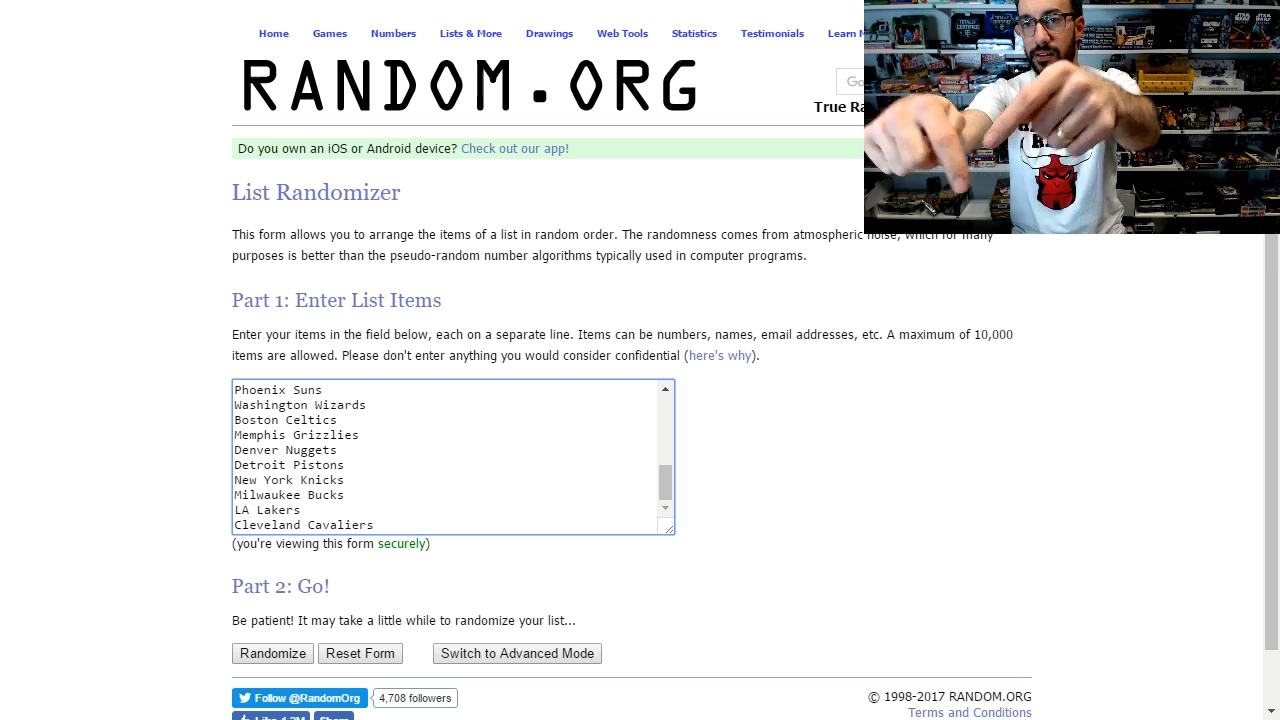 Home Games Numbers Lists & More Drawings Web Tools Statistics Testimonials Learn
RANDOM.ORG
Go
True
Do you own an iOS or Android device? Check out our app!
List Randomizer
This form allows you to arrange the items of a list in random order. The randomness comes from atmospheric noise, which for many
purposes is better than the pseudo-random number algorithms typically used in computer programs.
Part 1: Enter List Items
Enter your items in the field below, each on a separate line. Items can be numbers, names, email addresses, etc. A maximum of 10,000
items are allowed. Please don't enter anything you would consider confidential (here's why).
Phoenix Suns
Washington Wizards
Boston Celtics
Memphis Grizzlies
Denver Nuggets
Detroit Pistons
New York Knicks
Milwaukee Bucks
LA Lakers
Cleveland Cavaliers
(you're viewing this form securely)
Part 2: Go!
Be patient! It may take a little while to randomize your list...
Randomize Reset Form Switch to Advanced Mode
Follow @RandomOrg 4,708 followers
© 1998-2017 RANDOM.ORG
Terms and Conditions